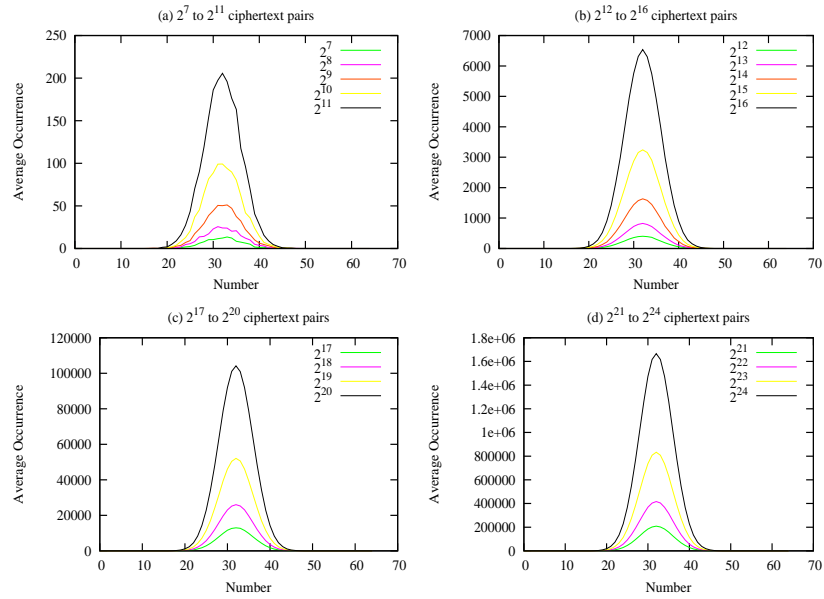 (a) 2^7 to 2^11 ciphertext pairs
250
200
150
100
50
0
0 10 20 30 40 50 60 70
Average Occurrence
Number
2^7
2^8
2^9
2^10
2^11
(b) 2^12 to 2^16 ciphertext pairs
7000
6000
5000
4000
3000
2000
1000
0
0 10 20 30 40 50 60 70
Average Occurrence
Number
2^12
2^13
2^14
2^15
2^16
(c) 2^17 to 2^20 ciphertext pairs
120000
100000
80000
60000
40000
20000
0
0 10 20 30 40 50 60 70
Average Occurrence
Number
2^17
2^18
2^19
2^20
(d) 2^21 to 2^24 ciphertext pairs
1.8e+06
1.6e+06
1.4e+06
1.2e+06
1e+06
800000
600000
400000
200000
0
0 10 20 30 40 50 60 70
Average Occurrence
Number
2^21
2^22
2^23
2^24